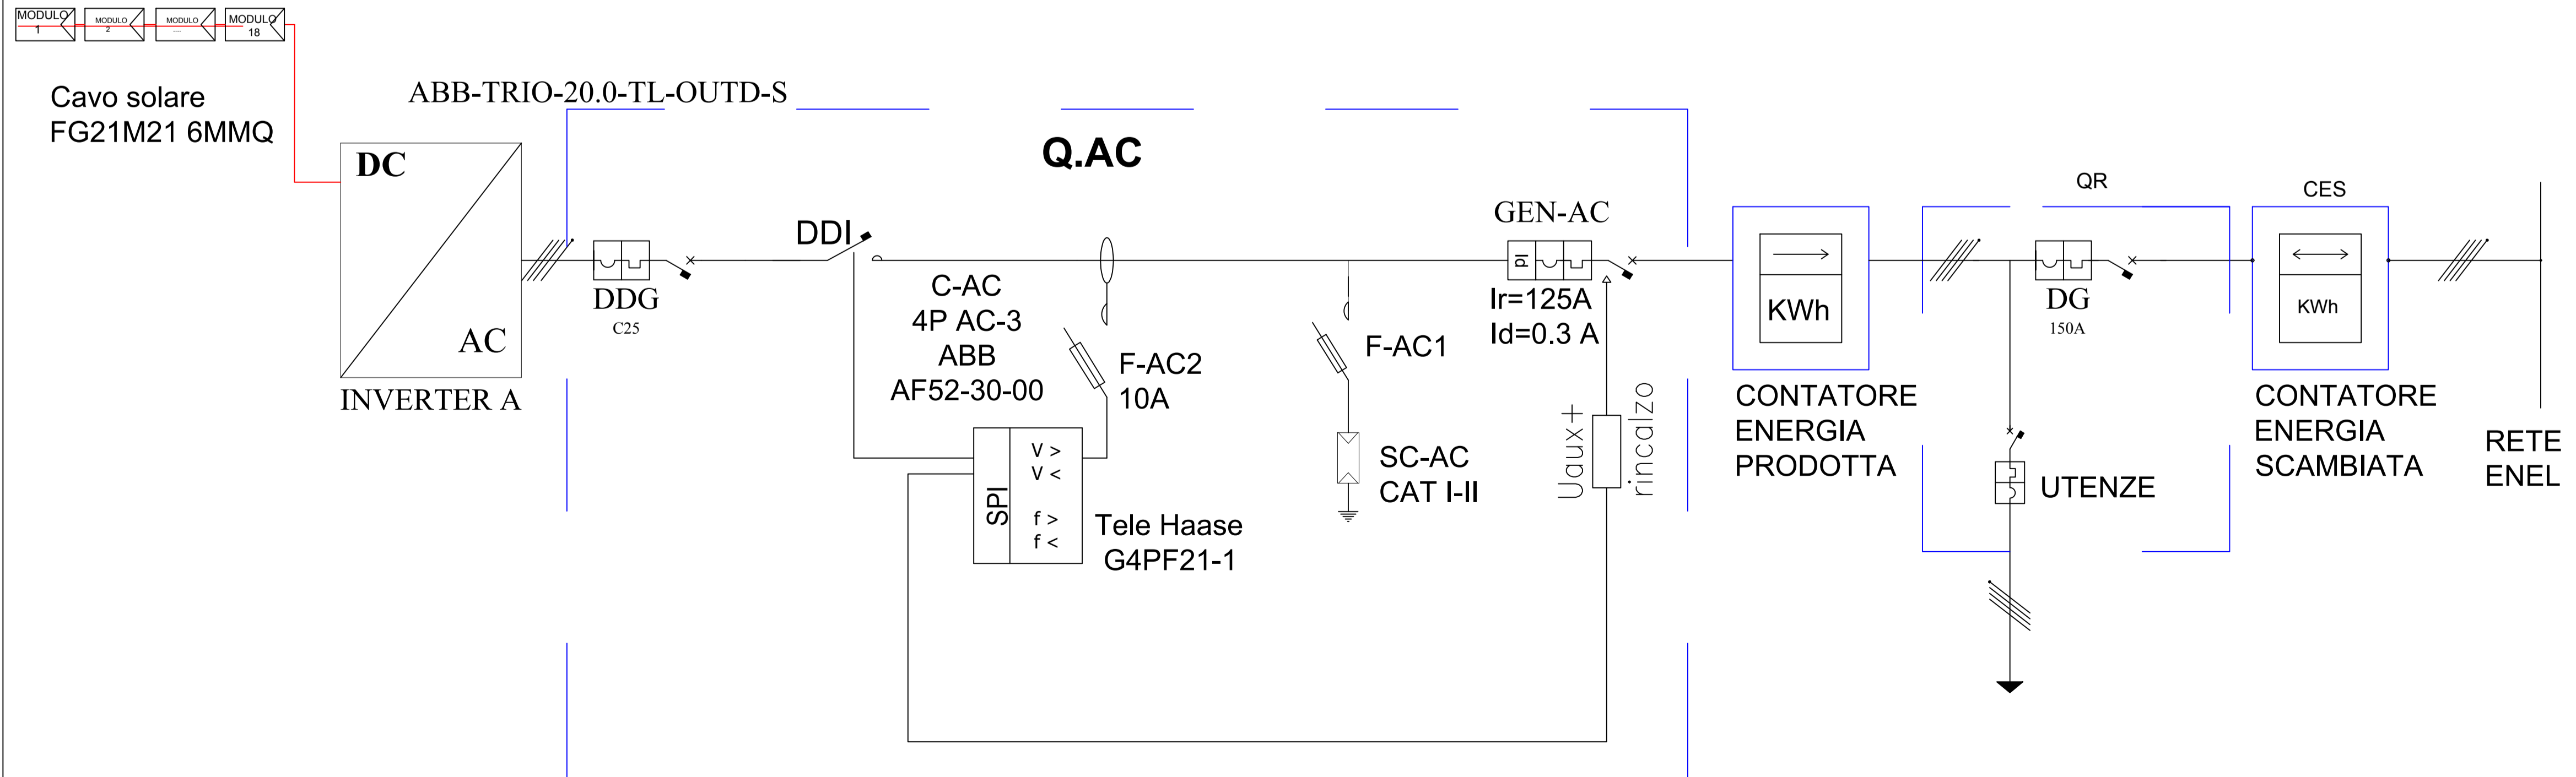 MODULO
1
MODULO
2
MODULO
....
MODULO
18
Cavo solare
FG21M21 6MMQ
ABB-TRIO-20.0-TL-OUTD-S
DC
AC
INVERTER A
Q.AC
DDG
C25
DDI
C-AC
4P AC-3
ABB
AF52-30-00
F-AC2
10A
SPI
V >
V <
f >
f <
Tele Haase
G4PF21-1
F-AC1
SC-AC
CAT I-II
GEN-AC
pI
Ir=125A
Id=0.3 A
Uaux+
rincalzo
KWh
CONTATORE
ENERGIA
PRODOTTA
QR
DG
150A
UTENZE
CES
KWh
CONTATORE
ENERGIA
SCAMBIATA
RETE
ENEL